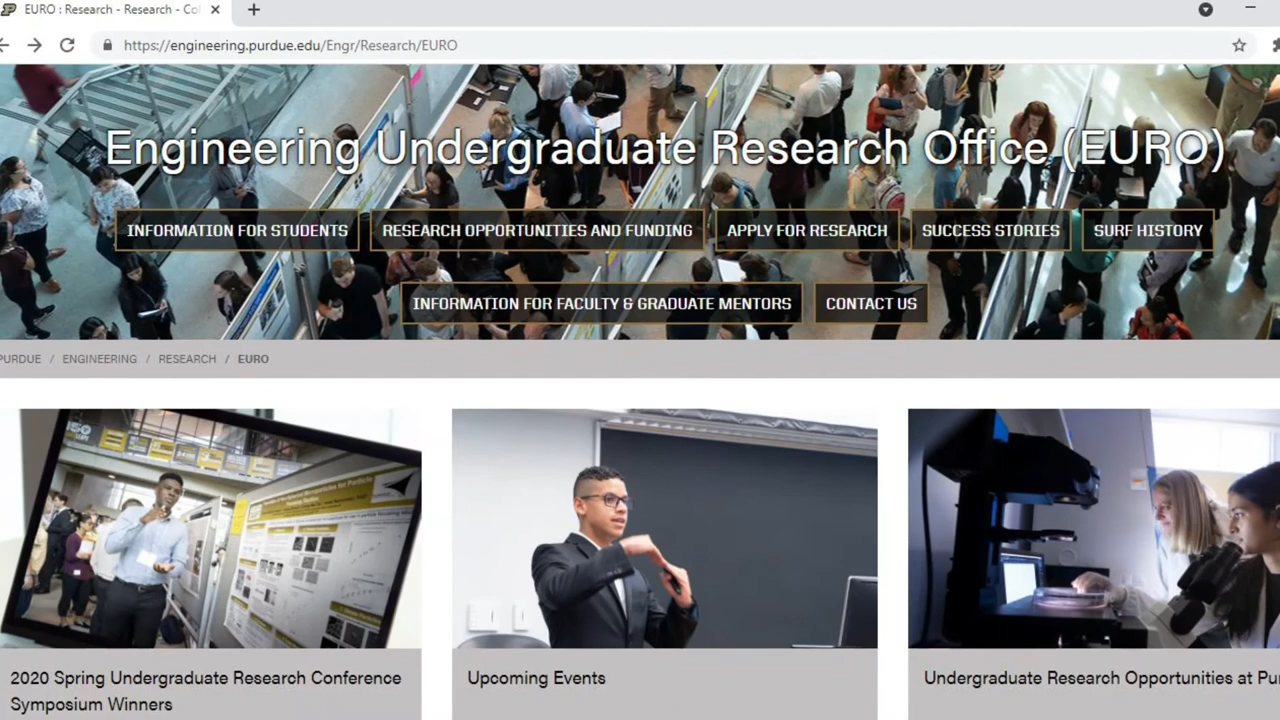 EURO : Research - Research - Col
https://engineering.purdue.edu/Engr/Research/EURO
Engineering Undergraduate Research Office (EURO)
INFORMATION FOR STUDENTS RESEARCH OPPORTUNITIES AND FUNDING APPLY FOR RESEARCH SUCCESS STORIES SURF HISTORY
INFORMATION FOR FACULTY & GRADUATE MENTORS CONTACT US
PURDUE / ENGINEERING / RESEARCH / EURO
2020 Spring Undergraduate Research Conference
Symposium Winners
Upcoming Events
Undergraduate Research Opportunities at Pu